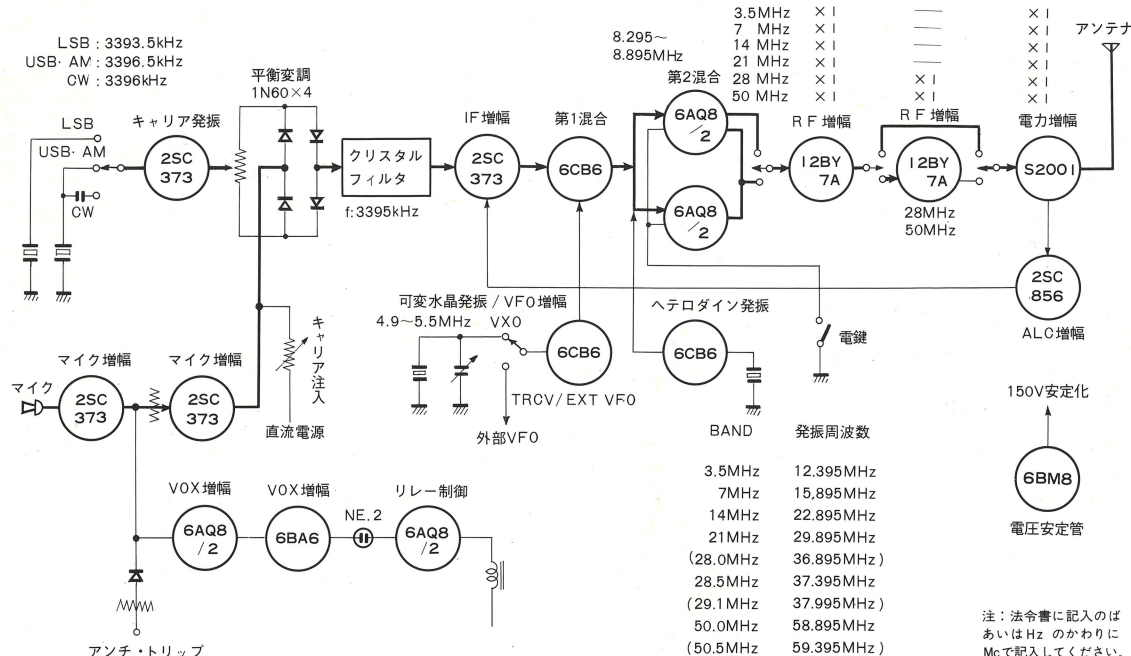 3.5MHz ×1 — ×1
7 MHz ×1 — ×1
14 MHz ×1 — ×1
21 MHz ×1 — ×1
28 MHz ×1 ×1 ×1
50 MHz ×1 ×1 ×1
アンテナ
LSB : 3393.5kHz
USB· AM : 3396.5kHz
CW : 3396kHz
8.295〜
8.895MHz
第2混合
平衡変調
1N60×4
LSB
USB· AM
CW
キャリア発振
2SC
373
クリスタル
フィルタ
f:3395kHz
IF増幅
2SC
373
第1混合
6CB6
6AQ8
/2
6AQ8
/2
RF増幅
12BY
7A
RF増幅
12BY
7A
28MHz
50MHz
電力増幅
S2001
2SC
856
ALC増幅
可変水晶発振 / VFO増幅
4.9〜5.5MHz VXO
6CB6
TRCV/EXT VFO
外部VFO
ヘテロダイン発振
6CB6
電鍵
マイク
マイク増幅
2SC
373
マイク増幅
2SC
373
キャリア注入
直流電源
150V安定化
6BM8
電圧安定管
VOX増幅
6AQ8
/2
VOX増幅
6BA6
NE.2
リレー制御
6AQ8
/2
アンチ・トリップ
BAND 発振周波数
3.5MHz 12.395MHz
7MHz 15,895MHz
14MHz 22.895MHz
21MHz 29.895MHz
(28.0MHz 36.895MHz)
28.5MHz 37.395MHz
(29.1MHz 37.995MHz)
50.0MHz 58.895MHz
(50.5MHz 59.395MHz)
注：法令書に記入のば
あいはHz のかわりに
Mcで記入してください。